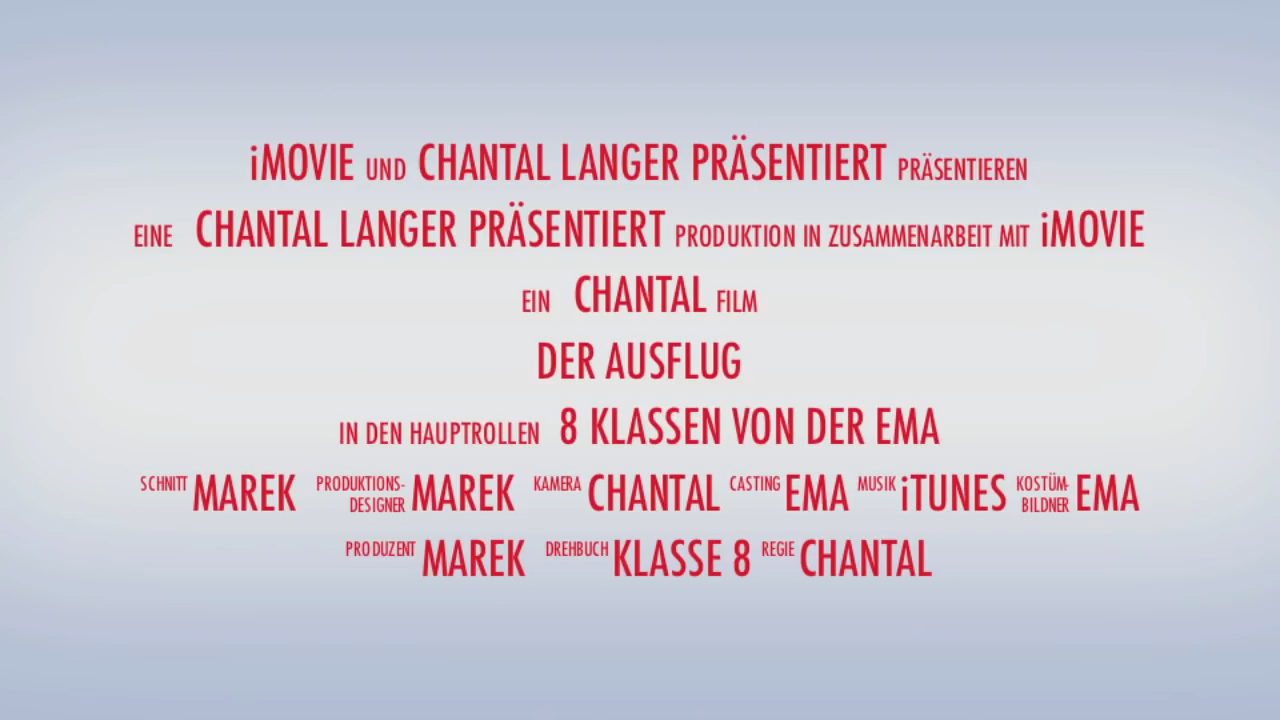 iMOVIE UND CHANTAL LANGER PRÄSENTIERT PRÄSENTIEREN
EINE CHANTAL LANGER PRÄSENTIERT PRODUKTION IN ZUSAMMENARBEIT MIT iMOVIE
EIN CHANTAL FILM
DER AUSFLUG
IN DEN HAUPTROLLEN 8 KLASSEN VON DER EMA
SCHNITT MAREK PRODUKTIONS-DESIGNER MAREK KAMERA CHANTAL CASTING EMA MUSIK iTUNES KOSTÜM-BILDNER EMA
PRODUZENT MAREK DREHBUCH KLASSE 8 REGIE CHANTAL